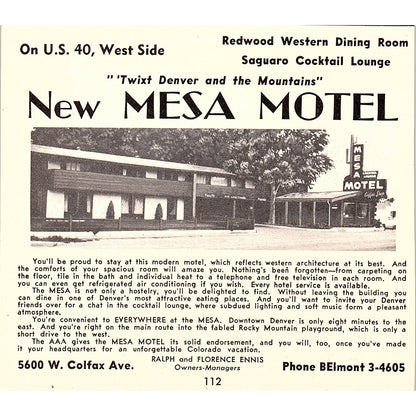 On U.S. 40, West Side
Redwood Western Dining Room
Saguaro Cocktail Lounge
" 'Twixt Denver and the Mountains"
New MESA MOTEL
MESA
MOTEL
Coffee Shop
You'll be proud to stay at this modern motel, which reflects western architecture at its best. And
the comforts of your spacious room will amaze you. Nothing's been forgotten—from carpeting on
the floor, tile in the bath and individual heat to a telephone and free television in each room. And
you can even get refrigerated air conditioning if you wish. Every hotel service is available.
The MESA is not only a hostelry, you'll be delighted to find. Without leaving the building you
can dine in one of Denver's most attractive eating places. And you'll want to invite your Denver
friends over for a chat in the cocktail lounge, where subdued lighting and soft music form a pleasant
atmosphere.
You're convenient to EVERYWHERE at the MESA. Downtown Denver is only eight minutes to the
east. And you're right on the main route into the fabled Rocky Mountain playground, which is only a
short drive to the west.
The AAA gives the MESA MOTEL its solid endorsement, and you will, too, once you've made
it your headquarters for an unforgettable Colorado vacation.
RALPH and FLORENCE ENNIS
Owners-Managers
5600 W. Colfax Ave.
Phone BElmont 3-4605
112